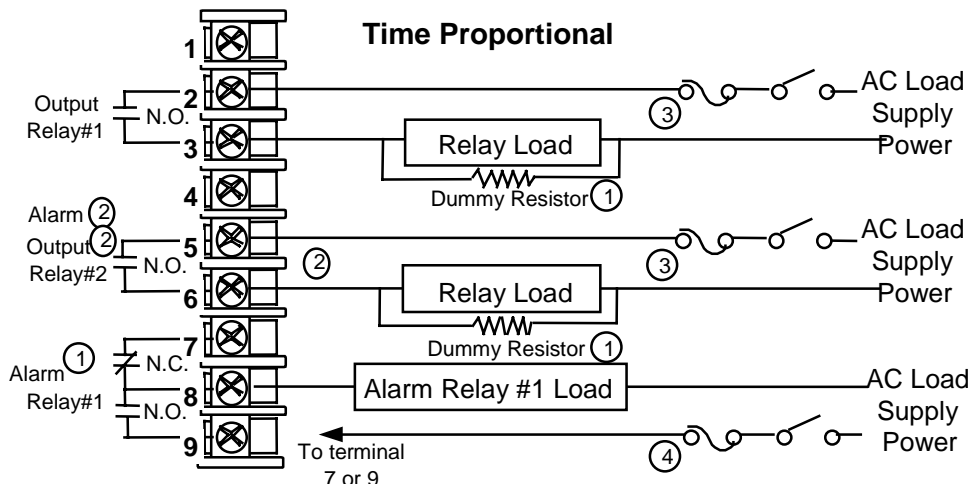 Time Proportional
1
2
3
4
5
6
7
8
9
Output
Relay#1
N.O.
Alarm 2
Output 2
Relay#2
N.O.
Alarm 1
Relay#1
N.C.
N.O.
3
AC Load
Supply
Power
Relay Load
Dummy Resistor 1
2
3
AC Load
Supply
Power
Relay Load
Dummy Resistor 1
Alarm Relay #1 Load
AC Load
Supply
Power
To terminal
7 or 9
4